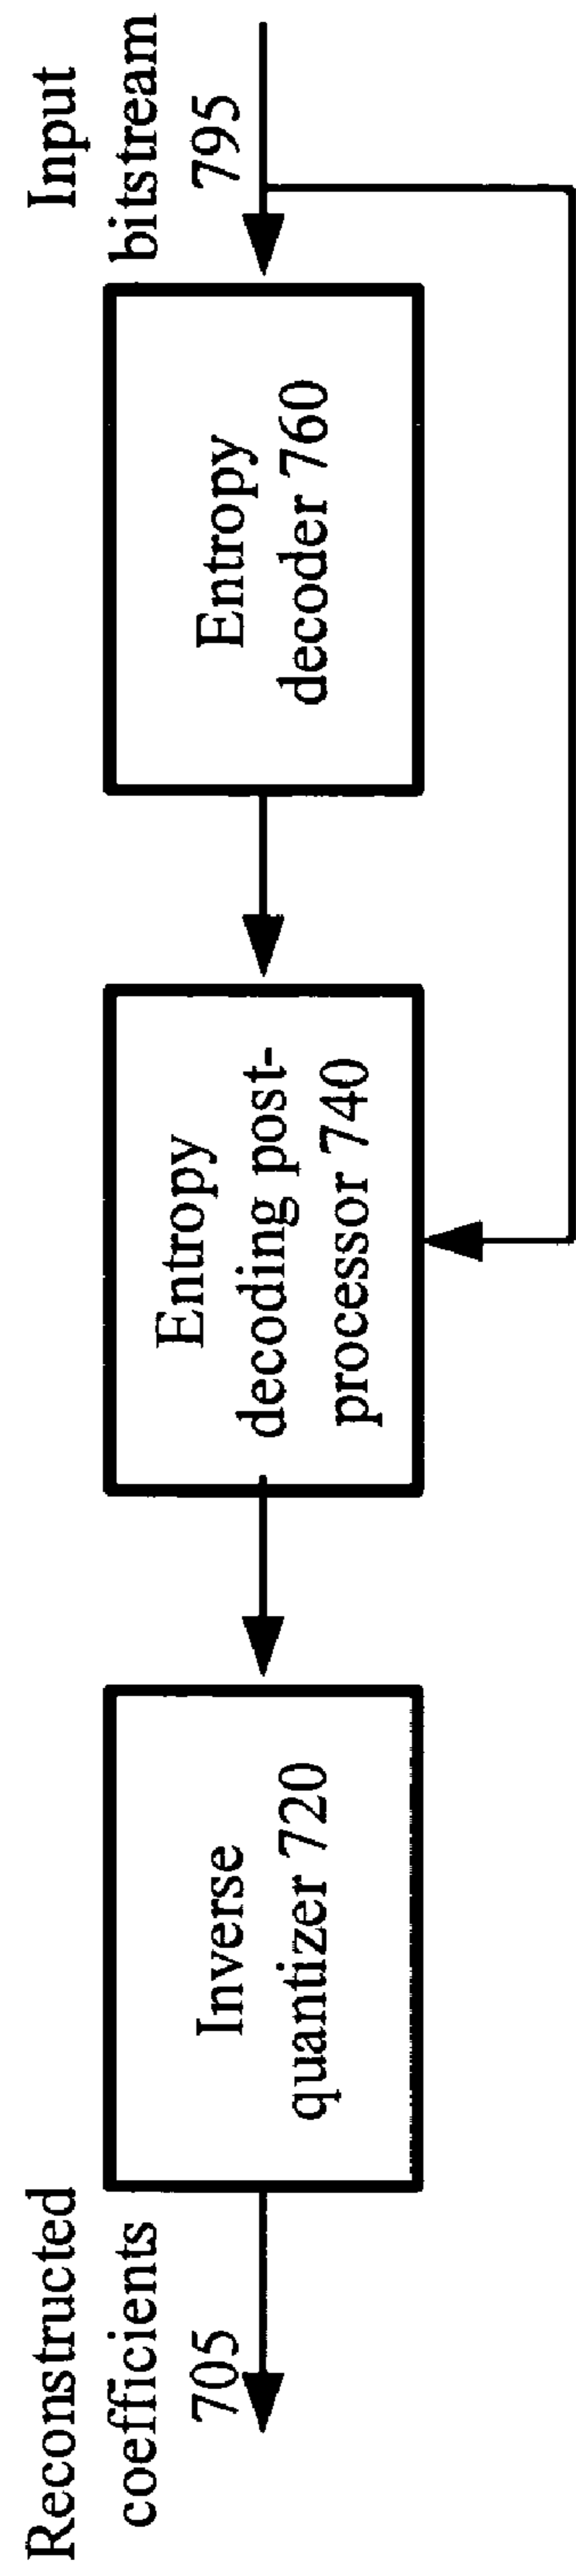 Reconstructed
coefficients
705
Inverse
quantizer 720
Entropy
decoding post-
processor 740
Entropy
decoder 760
Input
bitstream
795